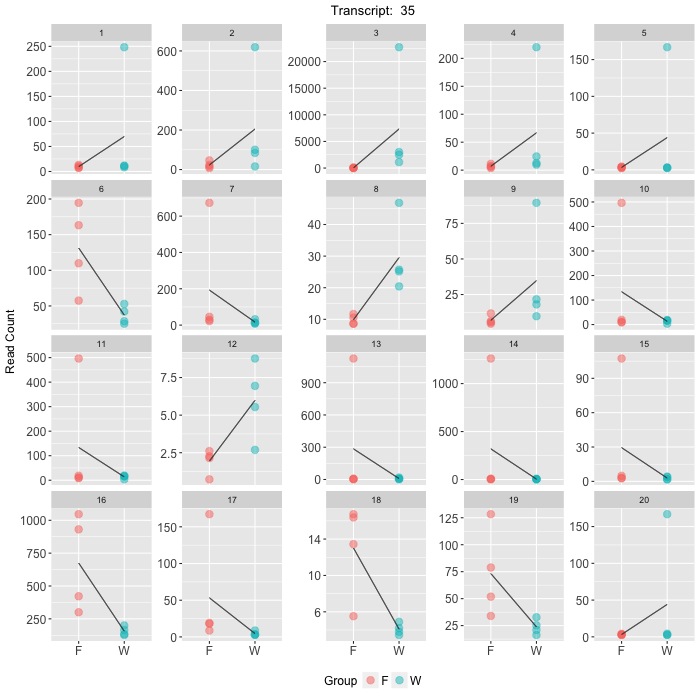 Transcript: 35
1 2 3 4 5
250 200 150 100 50 0
600 400 200 0
20000 15000 10000 5000 0
200 150 100 50 0
150 100 50 0
6 7 8 9 10
200 150 100 50
600 400 200 0
40 30 20 10
75 50 25
500 400 300 200 100 0
Read Count
11 12 13 14 15
500 400 300 200 100 0
7.5 5.0 2.5
900 600 300 0
1000 500 0
90 60 30 0
16 17 18 19 20
1000 750 500 250
150 100 50 0
14 10 6
125 100 75 50 25
150 100 50 0
F W F W F W F W F W
Group F W